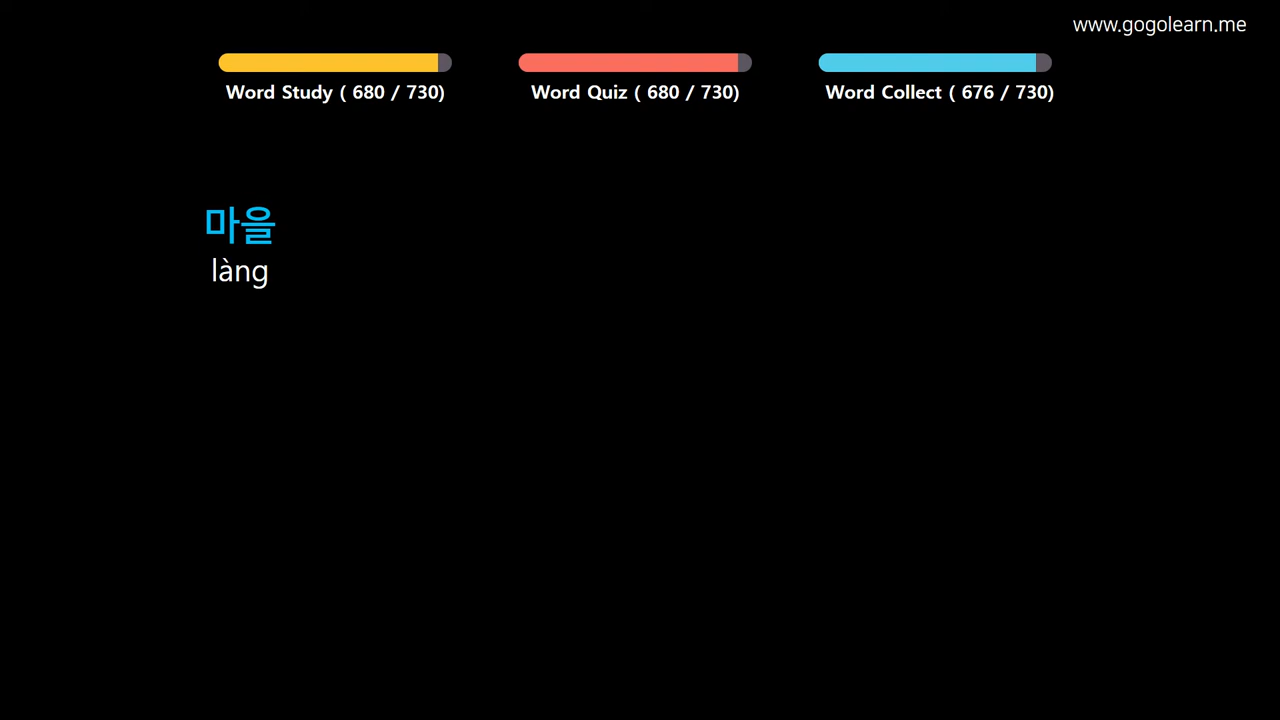 www.gogolearn.me
Word Study ( 680 / 730)
Word Quiz ( 680 / 730)
Word Collect ( 676 / 730)
마을
làng